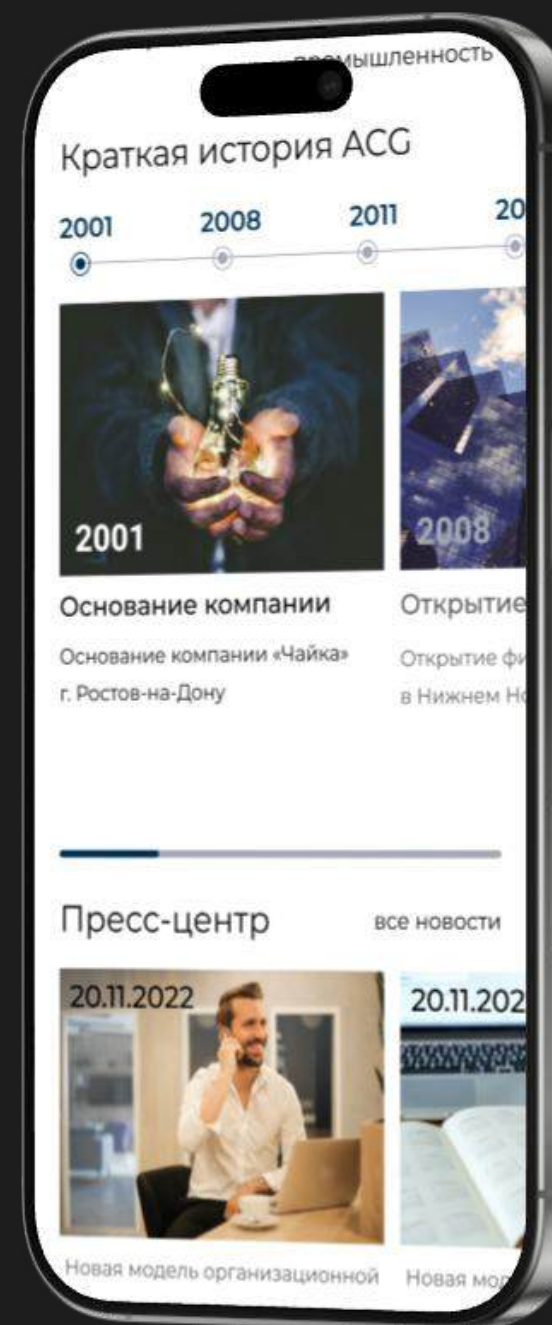 промышленность
Краткая история ACG
2001 2008 2011 20
2001
2008
Основание компании
Открытие
Основание компании «Чайка»
г. Ростов-на-Дону
Открытие фи
в Нижнем Но
Пресс-центр
все новости
20.11.2022
20.11.202
Новая модель организационной
Новая мод